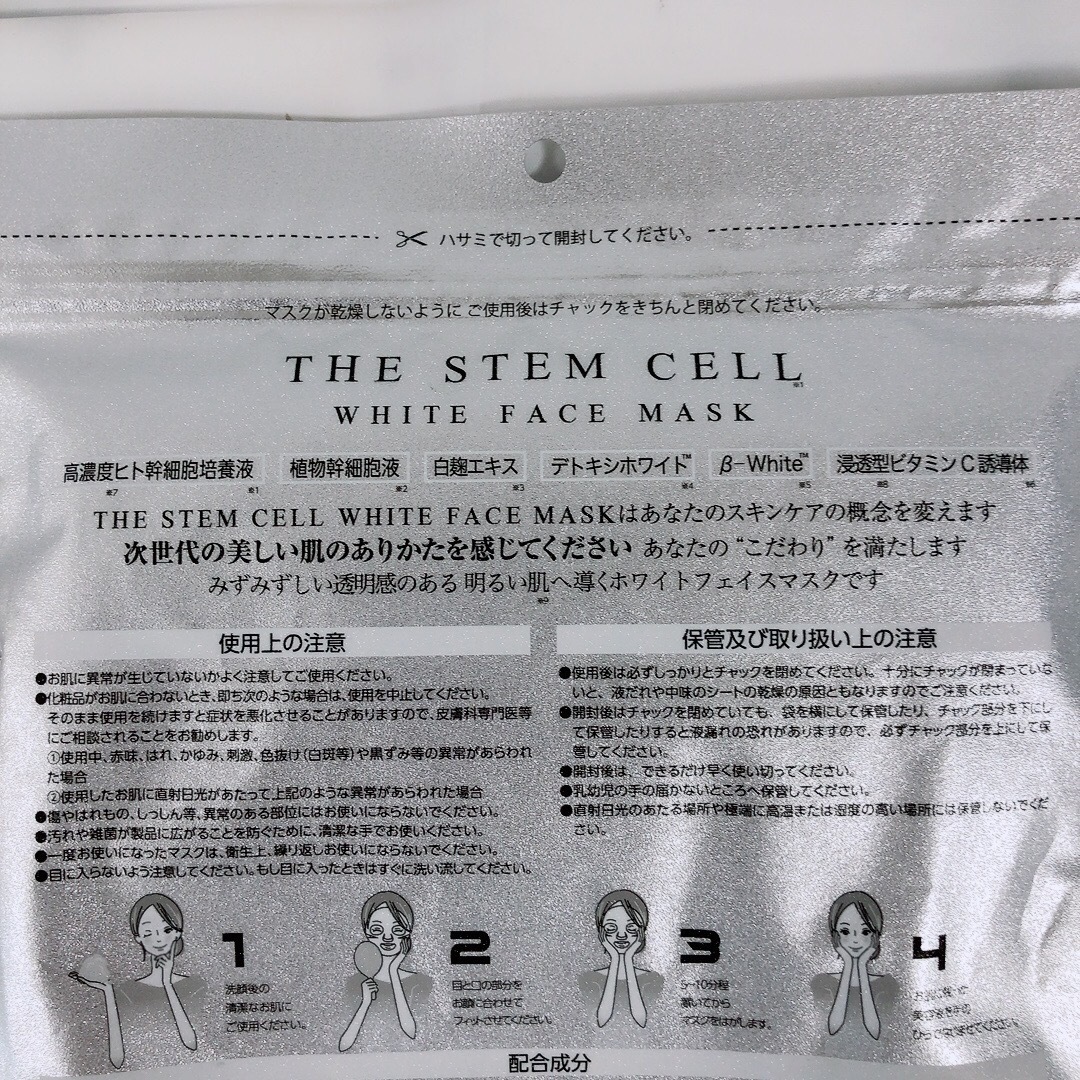 ハサミで切って開封してください。
マスクが乾燥しないように ご使用後はチャックをきちんと閉めてください。
THE STEM CELL
※1
WHITE FACE MASK
高濃度ヒト幹細胞培養液 植物幹細胞液 白麹エキス デトキシホワイト™ β-White™ 浸透型ビタミンC誘導体
※7 ※1 ※2 ※3 ※4 ※5 ※8 ※6
THE STEM CELL WHITE FACE MASKはあなたのスキンケアの概念を変えます
次世代の美しい肌のありかたを感じてください あなたの“こだわり”を満たします
みずみずしい透明感のある 明るい肌へ導くホワイトフェイスマスクです
※9
使用上の注意
●お肌に異常が生じていないかよく注意してご使用ください。
●化粧品がお肌に合わないとき、即ち次のような場合は、使用を中止してください。
そのまま使用を続けますと症状を悪化させることがありますので、皮膚科専門医等
にご相談されることをお勧めします。
①使用中、赤味、はれ、かゆみ、刺激、色抜け(白斑等)や黒ずみ等の異常があらわれ
た場合
②使用したお肌に直射日光があたって上記のような異常があらわれた場合
●傷やはれもの、しっしん等、異常のある部位にはお使いにならないでください。
●汚れや雑菌が製品に広がることを防ぐために、清潔な手でお使いください。
●一度お使いになったマスクは、衛生上、繰り返しお使いにならないでください。
●目に入らないよう注意してください。もし目に入ったときはすぐに洗い流してください。
保管及び取り扱い上の注意
●使用後は必ずしっかりとチャックを閉めてください。十分にチャックが閉まっていな
いと、液だれや中味のシートの乾燥の原因ともなりますのでご注意ください。
●開封後はチャックを閉めていても、袋を横にして保管したり、チャック部分を下にし
て保管したりすると液漏れの恐れがありますので、必ずチャック部分を上にして保
管してください。
●開封後は、できるだけ早く使い切ってください。
●乳幼児の手の届かないところへ保管してください。
●直射日光のあたる場所や極端に高温または湿度の高い場所には保管しないでくだ
さい。
1
洗顔後の
清潔なお肌に
ご使用ください。
2
目と口の部分を
お顔に合わせて
フィットさせてください。
3
5~10分程
置いてから
マスクをはがします。
4
配合成分